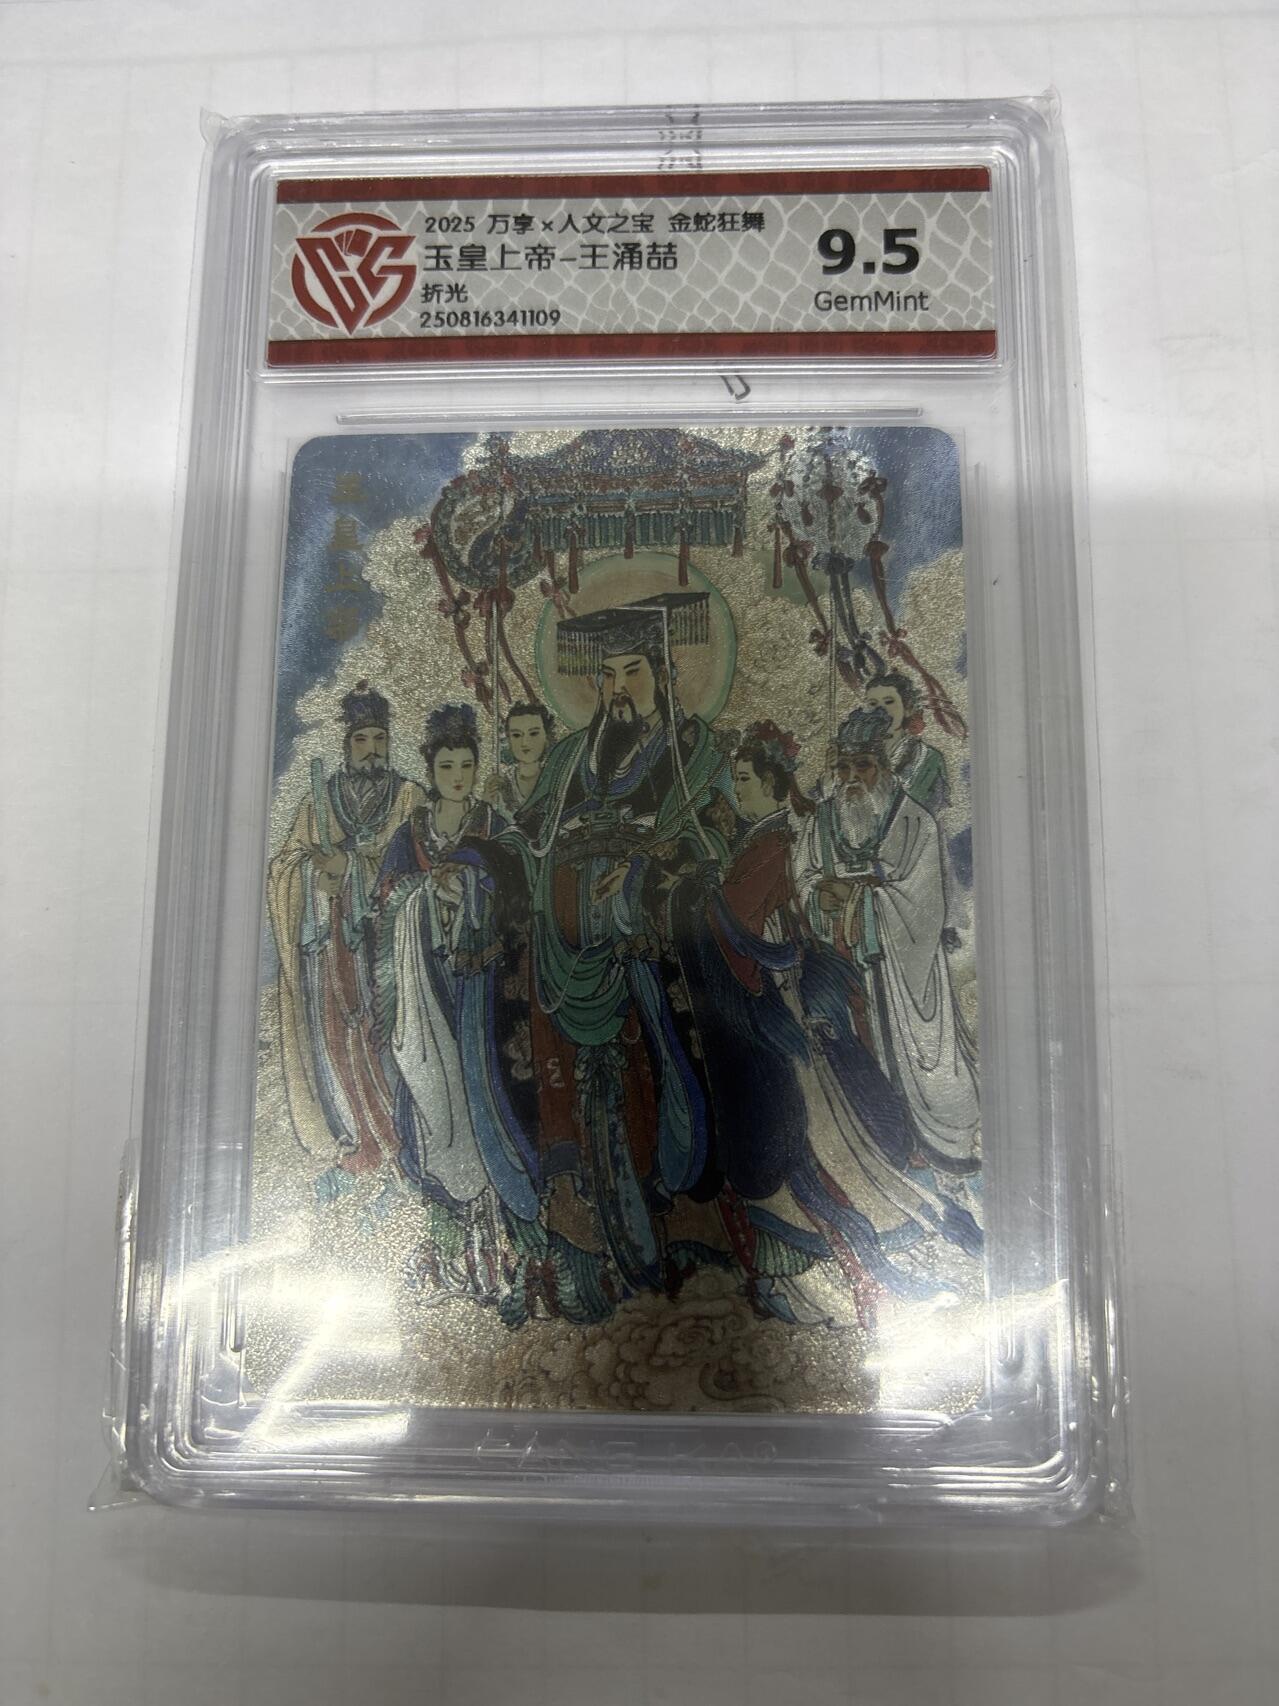 2025 万享×人文之宝 金蛇狂舞
玉皇上帝-王涌喆
折光
250816341109
9.5
GemMint
玉皇上帝